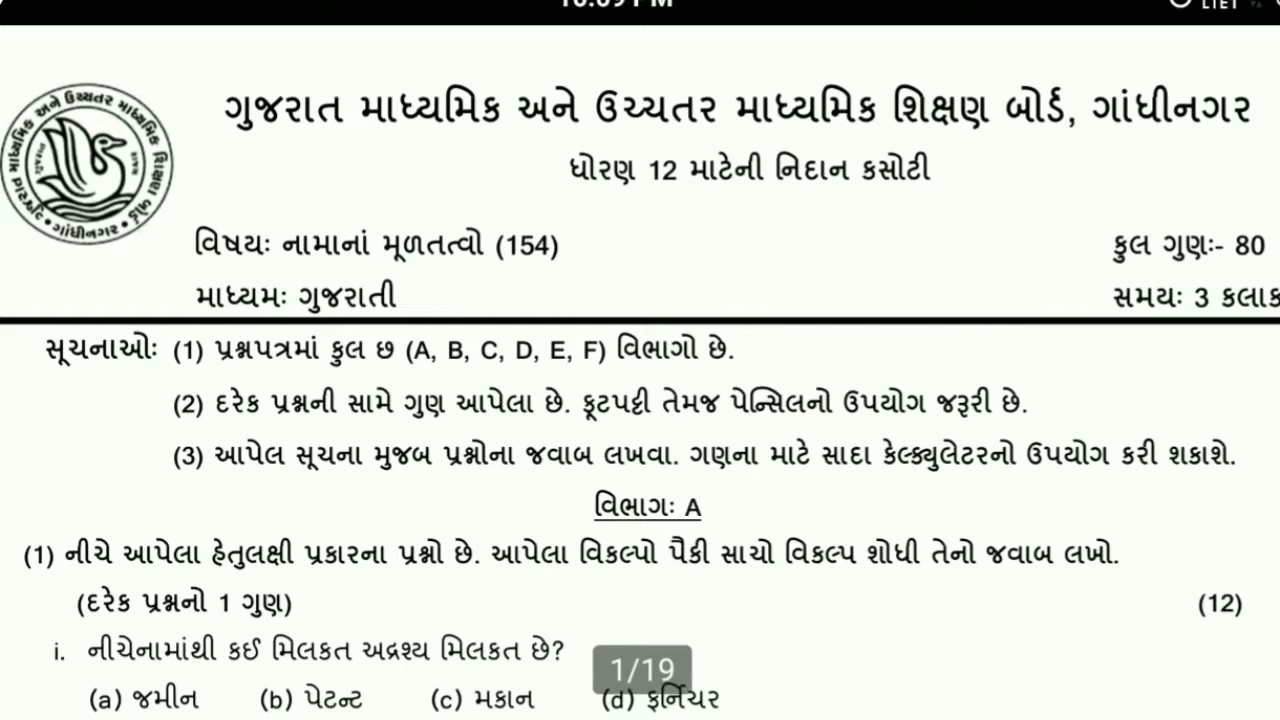 ગુજરાત માધ્યમિક અને ઉચ્ચતર માધ્યમિક શિક્ષણ બોર્ડ, ગાંધીનગર
ધોરણ 12 માટેની નિદાન કસોટી
વિષય: નામાનાં મૂળતત્વો (154) કુલ ગુણ:- 80
માધ્યમ: ગુજરાતી સમય: 3 કલાક
સૂચનાઓ: (1) પ્રશ્નપત્રમાં કુલ છ (A, B, C, D, E, F) વિભાગો છે.
(2) દરેક પ્રશ્નની સામે ગુણ આપેલા છે. ફૂટપટ્ટી તેમજ પેન્સિલનો ઉપયોગ જરૂરી છે.
(3) આપેલ સૂચના મુજબ પ્રશ્નોના જવાબ લખવા. ગણના માટે સાદા કેલ્ક્યુલેટરનો ઉપયોગ કરી શકાશે.
વિભાગ: A
(1) નીચે આપેલા હેતુલક્ષી પ્રકારના પ્રશ્નો છે. આપેલા વિકલ્પો પૈકી સાચો વિકલ્પ શોધી તેનો જવાબ લખો.
(દરેક પ્રશ્નનો 1 ગુણ) (12)
i. નીચેનામાંથી કઈ મિલકત અદ્રશ્ય મિલકત છે?
1/19
(a) જમીન (b) પેટન્ટ (c) મકાન (d) ફર્નિચર